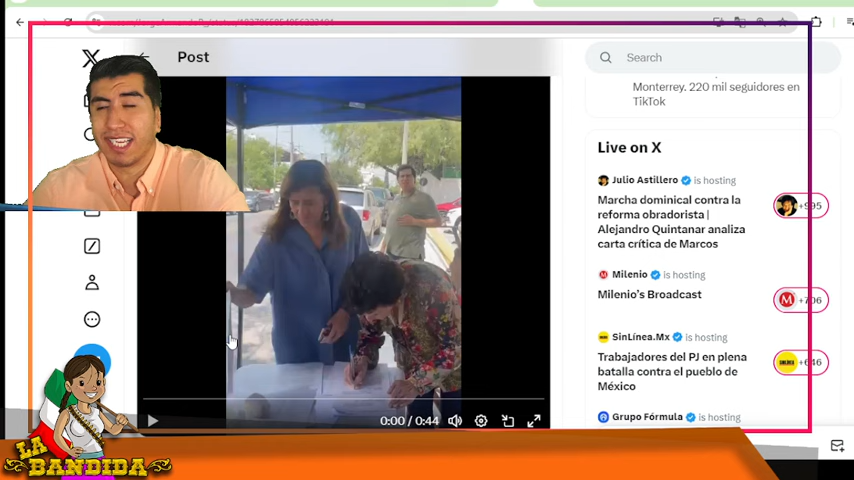 Post
Search
Monterrey. 220 mil seguidores en
TikTok
Live on X
Julio Astillero is hosting
Marcha dominical contra la
reforma obradorista |
Alejandro Quintanar analiza
carta crítica de Marcos
+995
Milenio is hosting
Milenio's Broadcast
+706
SinLínea.Mx is hosting
Trabajadores del PJ en plena
batalla contra el pueblo de
México
+646
Grupo Fórmula is hosting
0:00 / 0:44
LA
BANDIDA